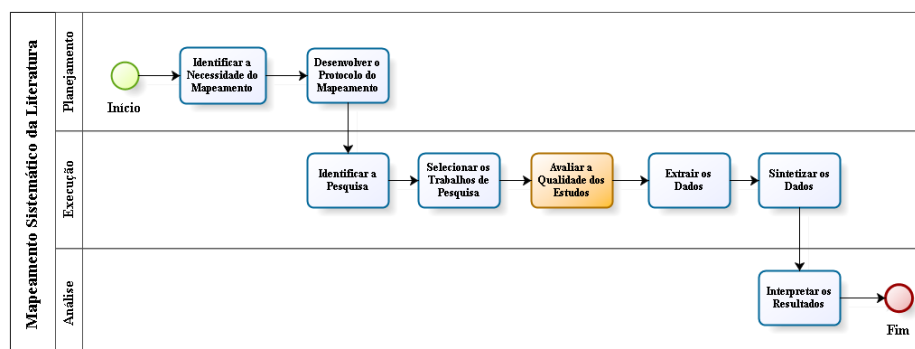 Mapeamento Sistemático da Literatura
Planejamento
Início
Identificar a
Necessidade do
Mapeamento
Desenvolver o
Protocolo do
Mapeamento
Execução
Identificar a
Pesquisa
Selecionar os
Trabalhos de
Pesquisa
Avaliar a
Qualidade dos
Estudos
Extrair os
Dados
Sintetizar os
Dados
Análise
Interpretar os
Resultados
Fim